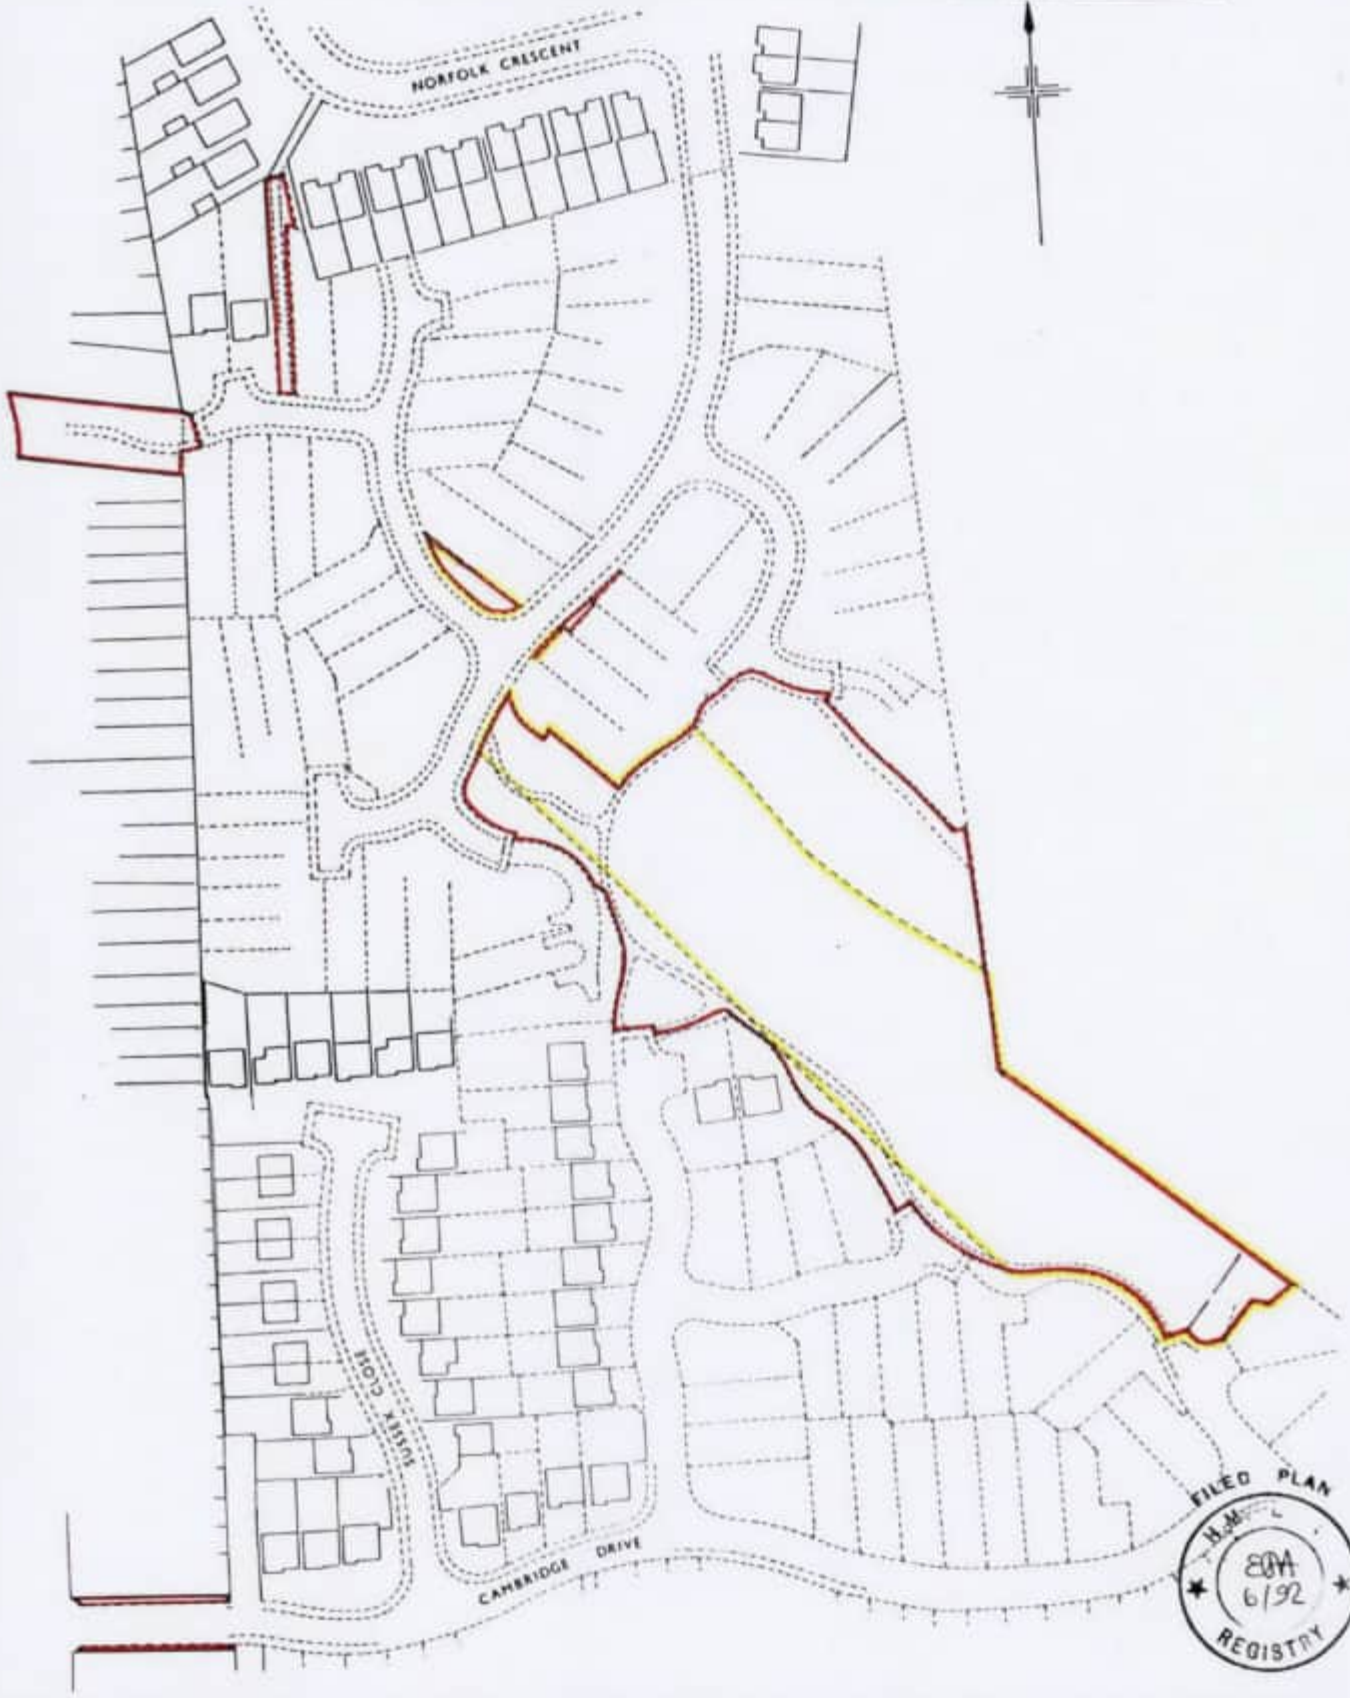 NORFOLK CRESCENT
SUSSEX CLOSE
CAMBRIDGE DRIVE
FILED PLAN
H.M.L.
6/92
REGISTRY